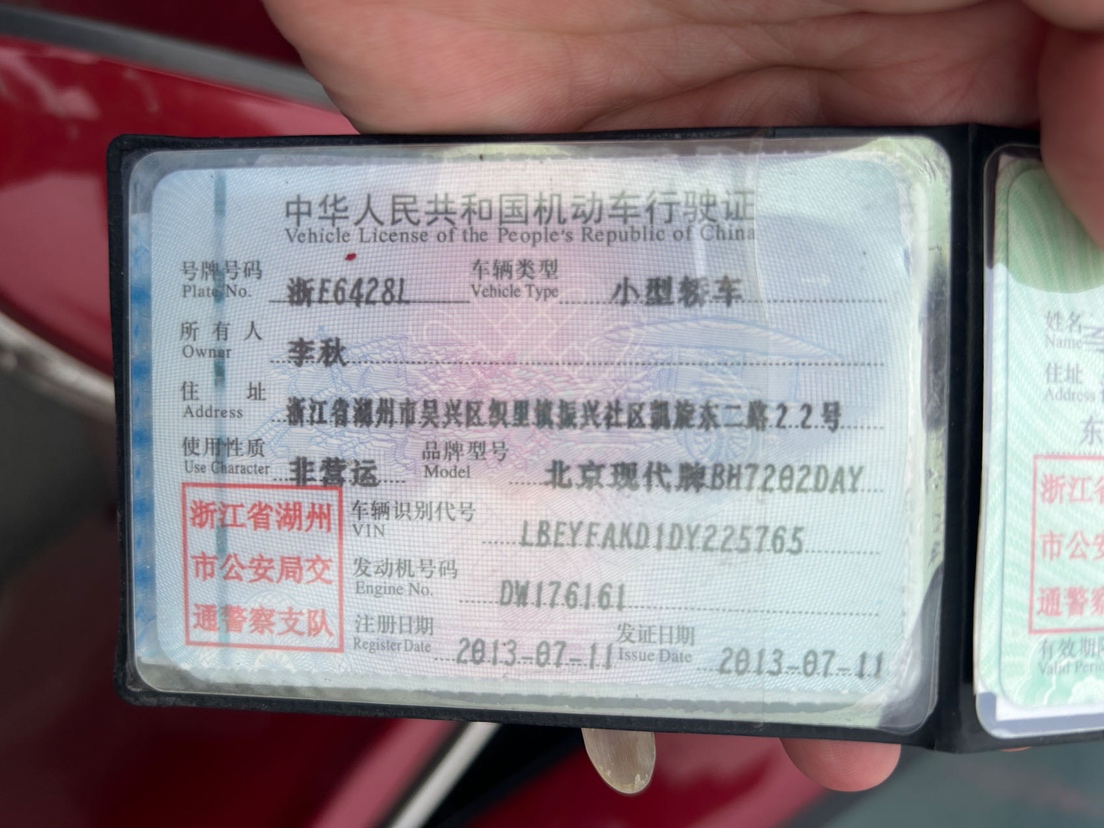 中华人民共和国机动车行驶证
Vehicle License of the People's Republic of China
号牌号码 浙E6428L 车辆类型 小型轿车
Plate No. Vehicle Type
所有人 李秋
Owner
住址 浙江省湖州市吴兴区织里镇振兴社区凯旋东二路22号
Address
使用性质 非营运 品牌型号 北京现代牌BH7202DAY
Use Character Model
浙江省湖州
市公安局交
通警察支队
车辆识别代号 LBEYFAKD1DY225765
VIN
发动机号码 DW176161
Engine No.
注册日期 2013-07-11 发证日期 2013-07-11
Register Date Issue Date
姓名
Name
住址
Address
东
浙江省
市公安
通警察
有效期限
Valid Perio